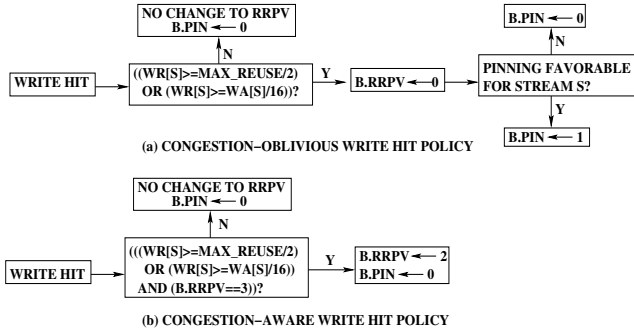 NO CHANGE TO RRPV
B.PIN ← 0
N
WRITE HIT
((WR[S]>=MAX_REUSE/2)
OR (WR[S]>=WA[S]/16))?
Y
B.RRPV ← 0
B.PIN ← 0
N
PINNING FAVORABLE
FOR STREAM S?
Y
B.PIN ← 1
(a) CONGESTION−OBLIVIOUS WRITE HIT POLICY
NO CHANGE TO RRPV
B.PIN ← 0
N
WRITE HIT
(((WR[S]>=MAX_REUSE/2)
OR (WR[S]>=WA[S]/16))
AND (B.RRPV==3))?
Y
B.RRPV ← 2
B.PIN ← 0
(b) CONGESTION−AWARE WRITE HIT POLICY